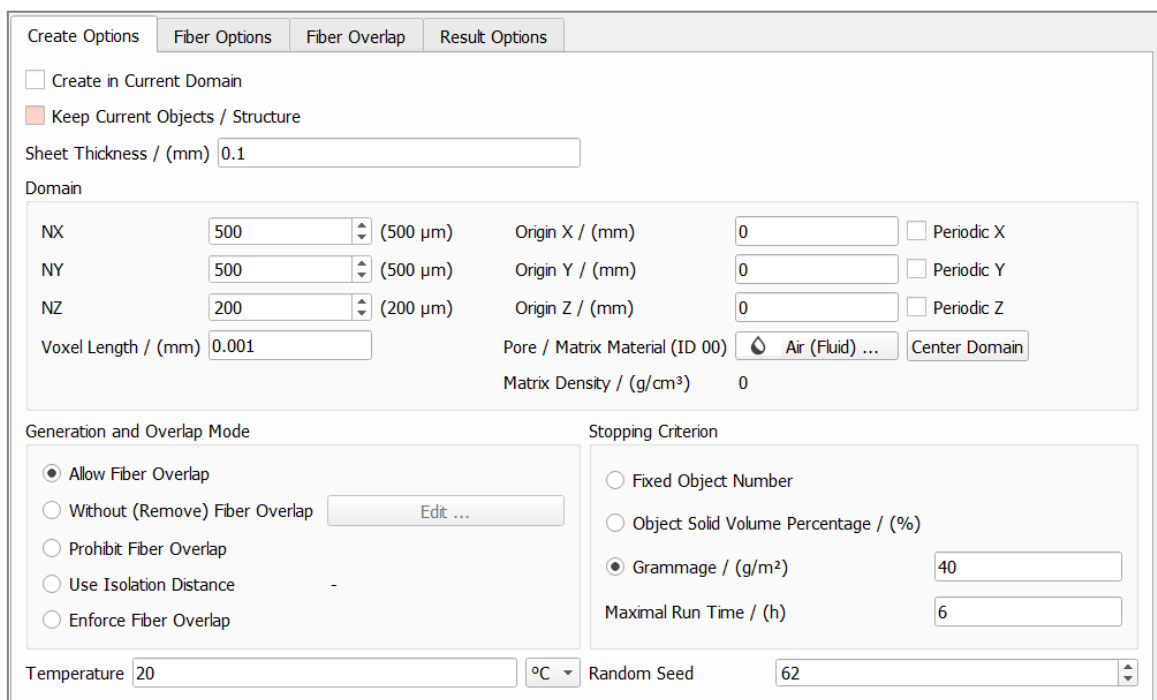 Create Options Fiber Options Fiber Overlap Result Options
Create in Current Domain
Keep Current Objects / Structure
Sheet Thickness / (mm) 0.1
Domain
NX 500 (500 µm) Origin X / (mm) 0 Periodic X
NY 500 (500 µm) Origin Y / (mm) 0 Periodic Y
NZ 200 (200 µm) Origin Z / (mm) 0 Periodic Z
Voxel Length / (mm) 0.001 Pore / Matrix Material (ID 00) Air (Fluid) ... Center Domain
Matrix Density / (g/cm³) 0
Generation and Overlap Mode
Allow Fiber Overlap
Without (Remove) Fiber Overlap Edit ...
Prohibit Fiber Overlap
Use Isolation Distance -
Enforce Fiber Overlap
Stopping Criterion
Fixed Object Number
Object Solid Volume Percentage / (%)
Grammage / (g/m²) 40
Maximal Run Time / (h) 6
Temperature 20 ºC Random Seed 62